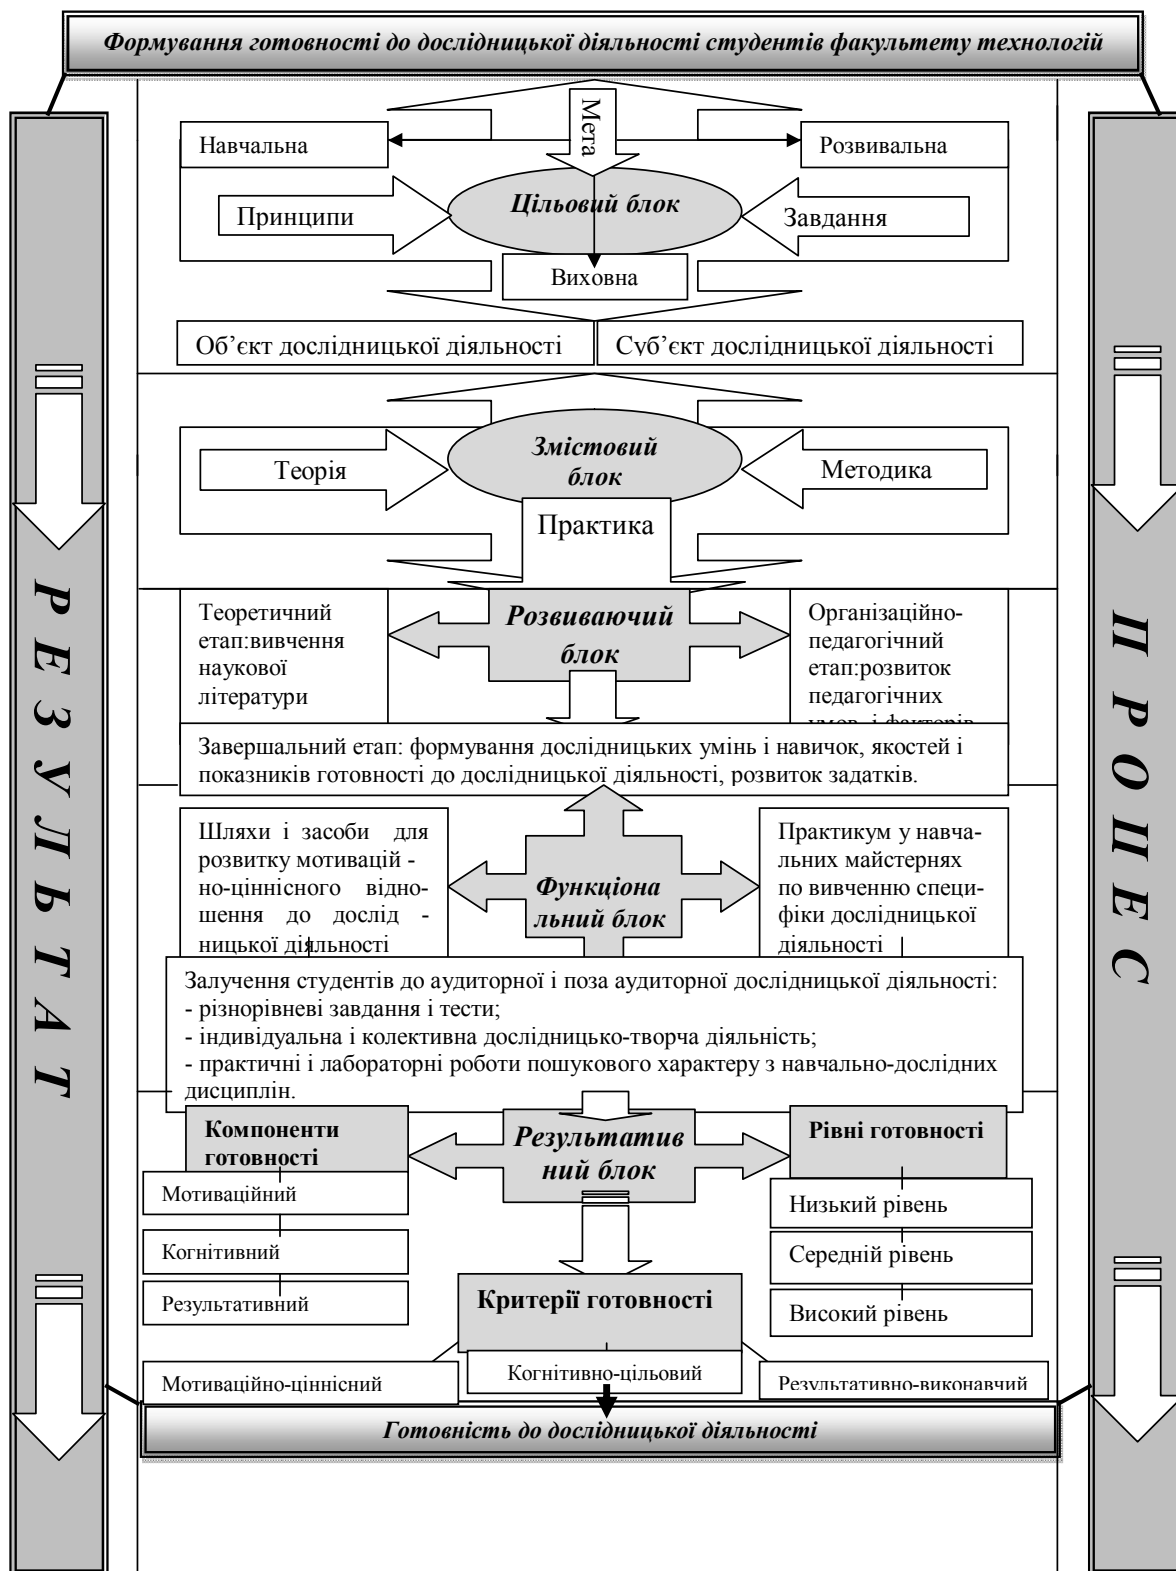 Формування готовності до дослідницької діяльності студентів факультету технологій
Мета
Навчальна
Розвивальна
Принципи
Цільовий блок
Завдання
Виховна
Об’єкт дослідницької діяльності
Суб’єкт дослідницької діяльності
Змістовий
блок
Теорія
Методика
Практика
Теоретичний
етап:вивчення
наукової
літератури
Розвиваючий
блок
Організаційно-
педагогічний
етап:розвиток
педагогічних
умов і факторів
Завершальний етап: формування дослідницьких умінь і навичок, якостей і
показників готовності до дослідницької діяльності, розвиток задатків.
Шляхи і засоби для
розвитку мотивацій -
но-ціннісного відно-
шення до дослід -
ницької діяльності
Функціона
льний блок
Практикум у навча-
льних майстернях
по вивченню специ-
фіки дослідницької
діяльності
Залучення студентів до аудиторної і поза аудиторної дослідницької діяльності:
- різнорівневі завдання і тести;
- індивідуальна і колективна дослідницько-творча діяльність;
- практичні і лабораторні роботи пошукового характеру з навчально-дослідних
дисциплін.
Компоненти
готовності
Результатив
ний блок
Рівні готовності
Мотиваційний
Когнітивний
Результативний
Низький рівень
Середній рівень
Високий рівень
Критерії готовності
Мотиваційно-ціннісний
Когнітивно-цільовий
Результативно-виконавчий
Готовність до дослідницької діяльності
РЕЗУЛЬТАТ
ПРОЦЕС